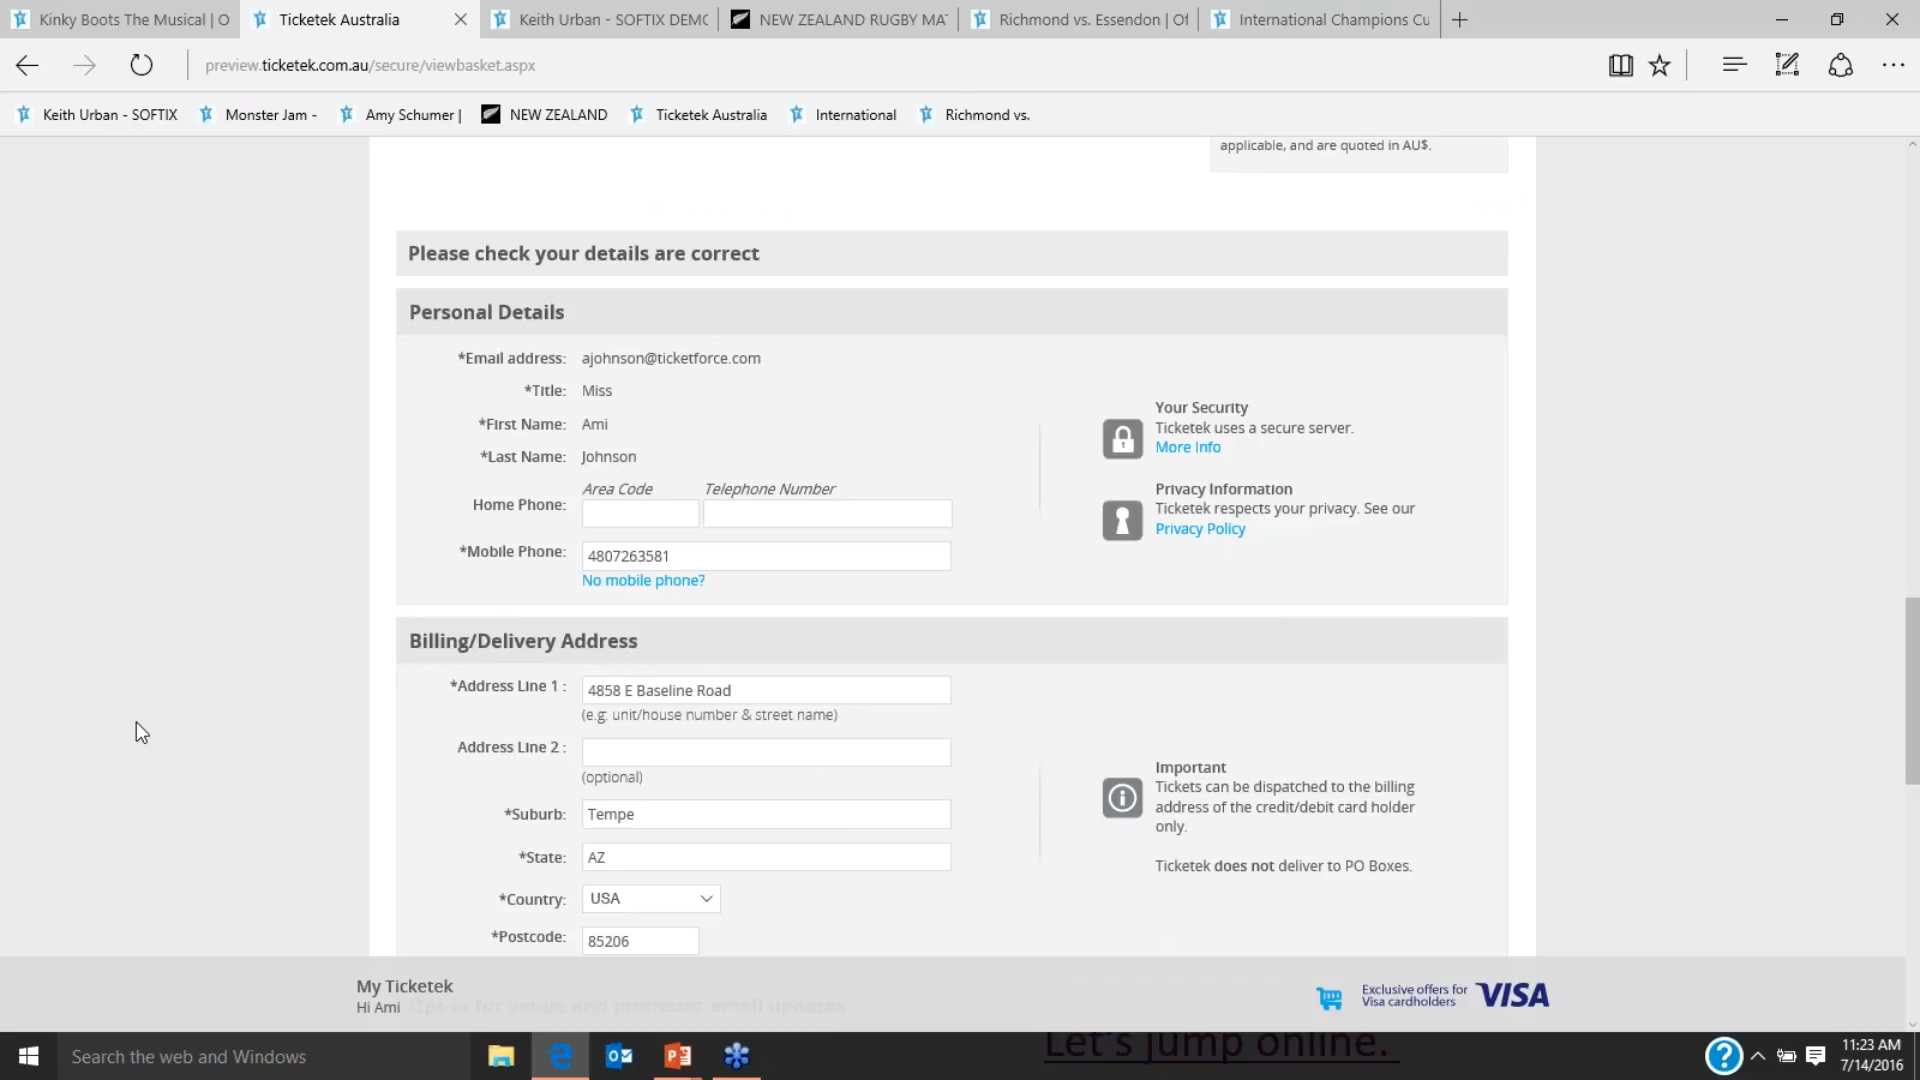 Kinky Boots The Musical | O
Ticketek Australia
Keith Urban - SOFTIX DEMO
NEW ZEALAND RUGBY MA
Richmond vs. Essendon | Of
International Champions Cu
preview.ticketek.com.au/secure/viewbasket.aspx
Keith Urban - SOFTIX
Monster Jam -
Amy Schumer |
NEW ZEALAND
Ticketek Australia
International
Richmond vs.
applicable, and are quoted in AU$.
Please check your details are correct
Personal Details
*Email address: ajohnson@ticketforce.com
*Title: Miss
*First Name: Ami
*Last Name: Johnson
Area Code Telephone Number
Home Phone:
*Mobile Phone: 4807263581
No mobile phone?
Your Security
Ticketek uses a secure server.
More Info
Privacy Information
Ticketek respects your privacy. See our
Privacy Policy
Billing/Delivery Address
*Address Line 1 : 4858 E Baseline Road
(e.g: unit/house number & street name)
Address Line 2 :
(optional)
*Suburb: Tempe
*State: AZ
*Country: USA
*Postcode: 85206
Important
Tickets can be dispatched to the billing
address of the credit/debit card holder
only.
Ticketek does not deliver to PO Boxes.
My Ticketek
Hi Ami
Opt-in for venue and promoter email updates
Exclusive offers for
Visa cardholders
VISA
Let's jump online.
Search the web and Windows
11:23 AM
7/14/2016